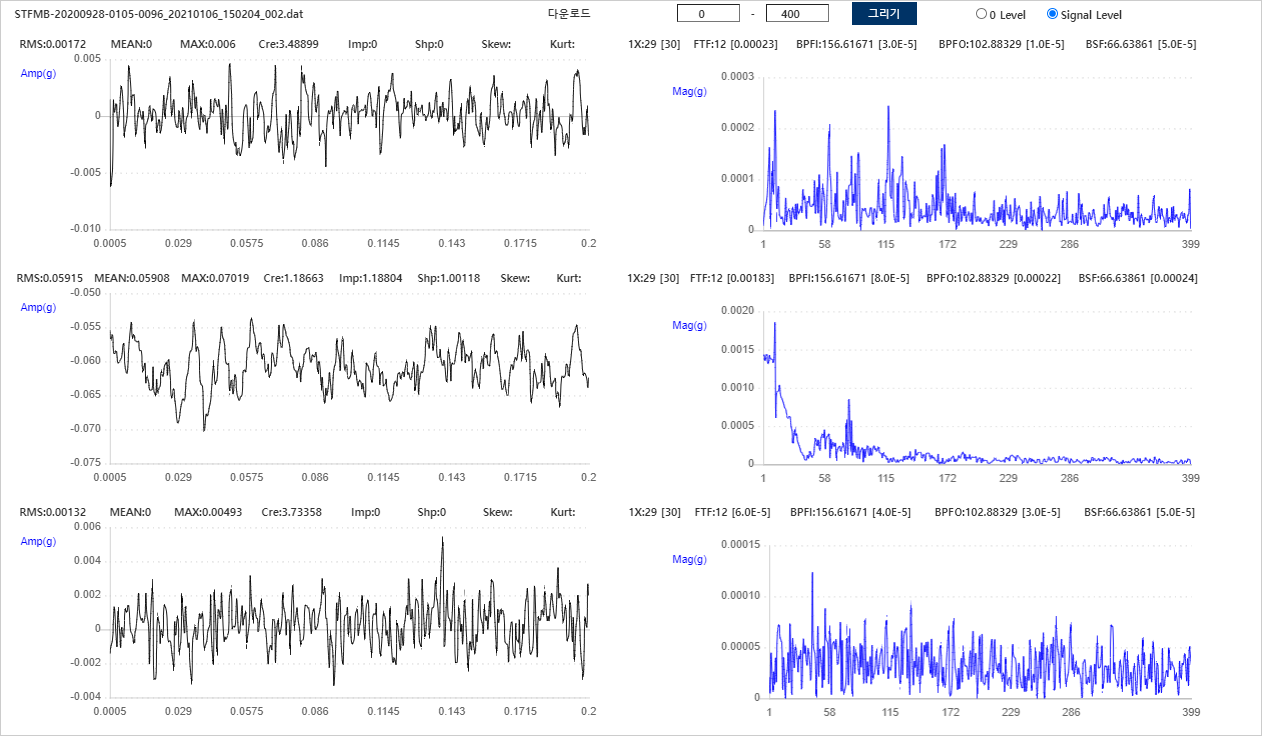 STFMB-20200928-0105-0096_20210106_150204_002.dat 다운로드 0 - 400 그리기 0 Level Signal Level
RMS:0.00172 MEAN:0 MAX:0.006 Cre:3.48899 Imp:0 Shp:0 Skew: Kurt:
Amp(g)
0.005
0
-0.005
-0.010
0.0005 0.029 0.0575 0.086 0.1145 0.143 0.1715 0.2
1X:29 [30] FTF:12 [0.00023] BPFI:156.61671 [3.0E-5] BPFO:102.88329 [1.0E-5] BSF:66.63861 [5.0E-5]
Mag(g)
0.0003
0.0002
0.0001
0
1 58 115 172 229 286 399
RMS:0.05915 MEAN:0.05908 MAX:0.07019 Cre:1.18663 Imp:1.18804 Shp:1.00118 Skew: Kurt:
Amp(g)
-0.050
-0.055
-0.060
-0.065
-0.070
-0.075
0.0005 0.029 0.0575 0.086 0.1145 0.143 0.1715 0.2
1X:29 [30] FTF:12 [0.00183] BPFI:156.61671 [8.0E-5] BPFO:102.88329 [0.00022] BSF:66.63861 [0.00024]
Mag(g)
0.0020
0.0015
0.0010
0.0005
0
1 58 115 172 229 286 399
RMS:0.00132 MEAN:0 MAX:0.00493 Cre:3.73358 Imp:0 Shp:0 Skew: Kurt:
Amp(g)
0.006
0.004
0.002
0
-0.002
-0.004
0.0005 0.029 0.0575 0.086 0.1145 0.143 0.1715 0.2
1X:29 [30] FTF:12 [6.0E-5] BPFI:156.61671 [4.0E-5] BPFO:102.88329 [3.0E-5] BSF:66.63861 [5.0E-5]
Mag(g)
0.00015
0.00010
0.00005
0
1 58 115 172 229 286 399